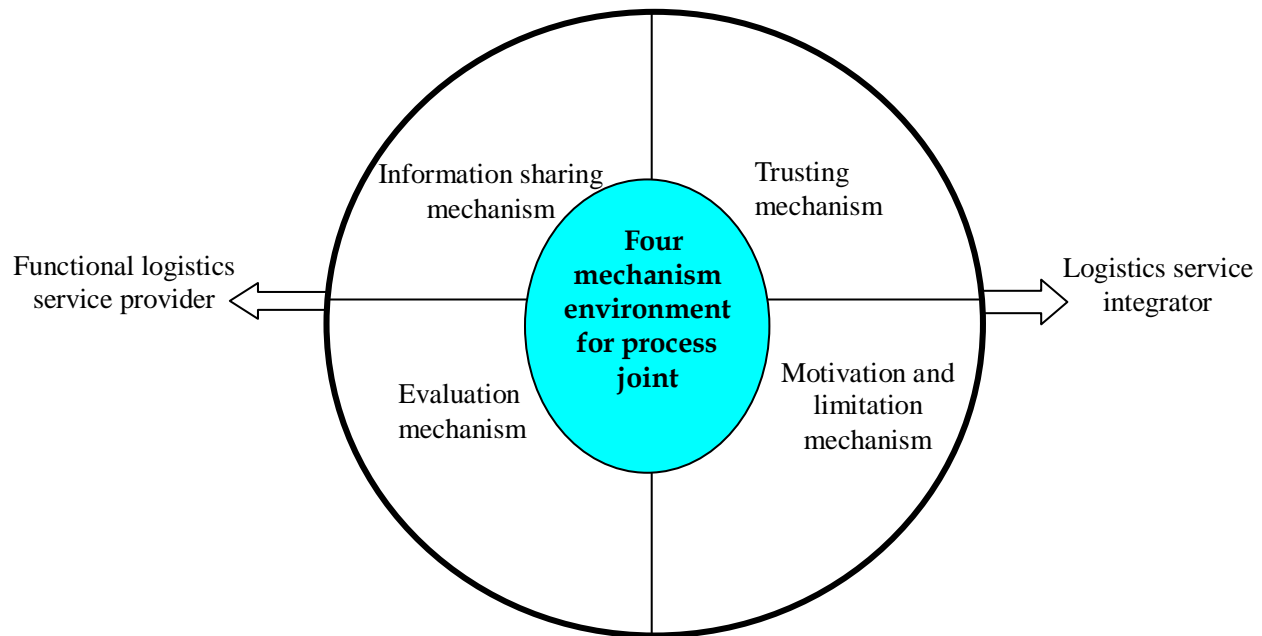 Information sharing
mechanism
Trusting
mechanism
Four
mechanism
environment
for process
joint
Functional logistics
service provider
Logistics service
integrator
Evaluation
mechanism
Motivation and
limitation
mechanism